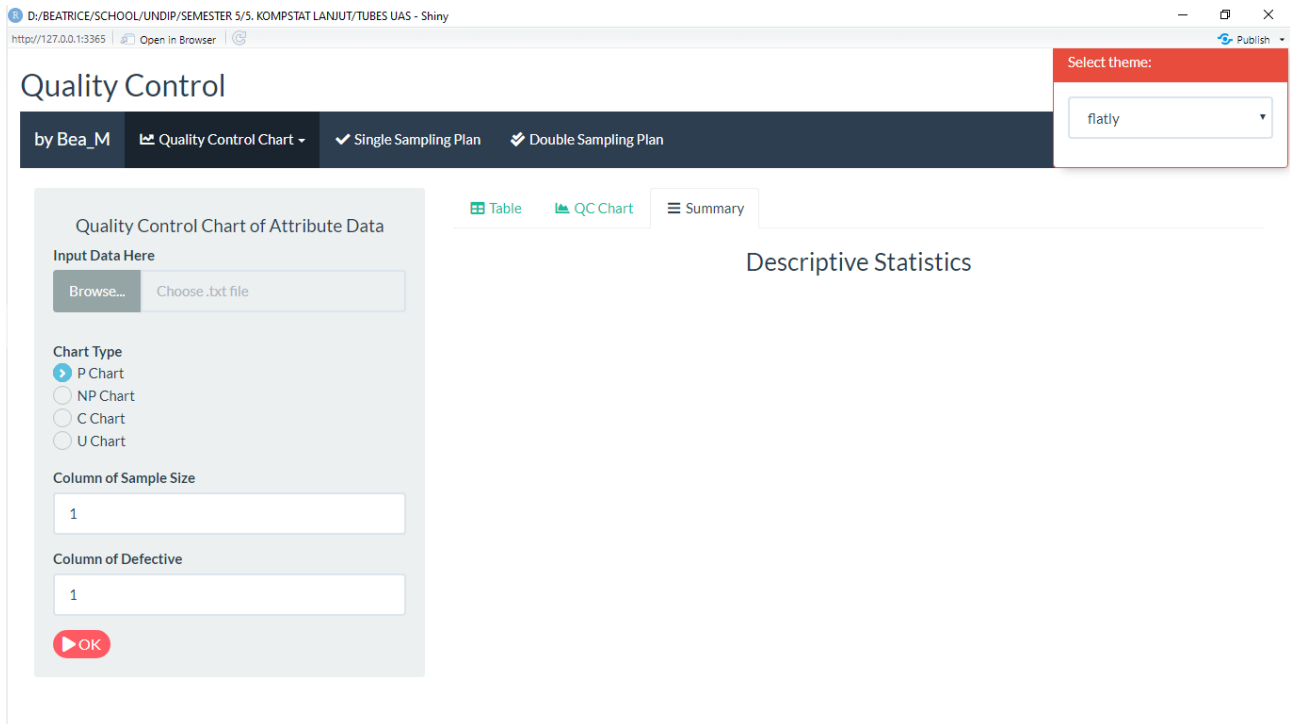 D:/BEATRICE/SCHOOL/UNDIP/SEMESTER 5/5. KOMPSTAT LANJUT/TUBES UAS - Shiny
http://127.0.0.1:3365 Open in Browser Publish
Select theme:
flatly
Quality Control
by Bea_M Quality Control Chart Single Sampling Plan Double Sampling Plan
Quality Control Chart of Attribute Data
Input Data Here
Browse... Choose .txt file
Chart Type
P Chart
NP Chart
C Chart
U Chart
Column of Sample Size
1
Column of Defective
1
OK
Table QC Chart Summary
Descriptive Statistics